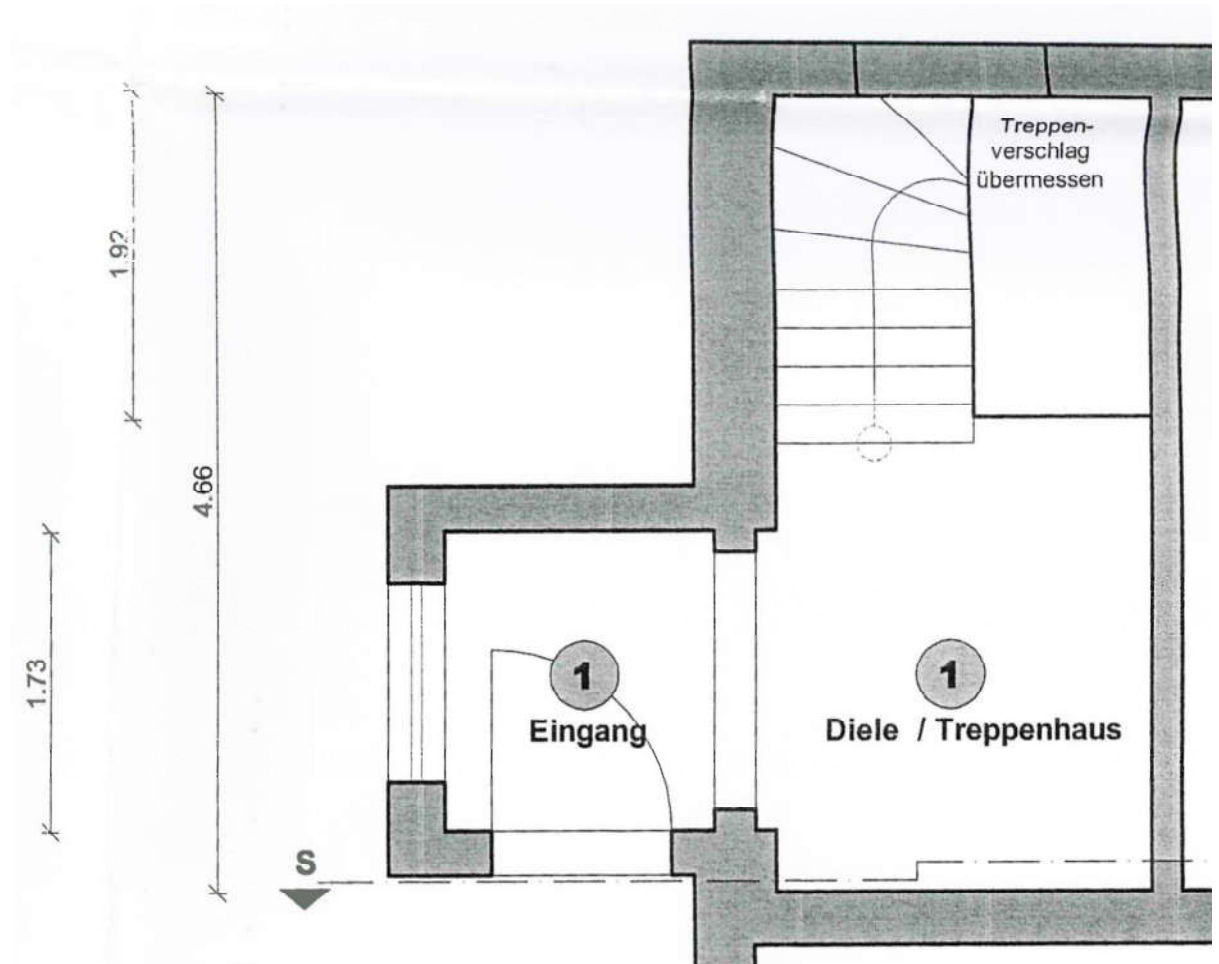 Treppen-
verschlag
übermessen
1.92
4.66
1.73
1
Eingang
1
Diele / Treppenhaus
S